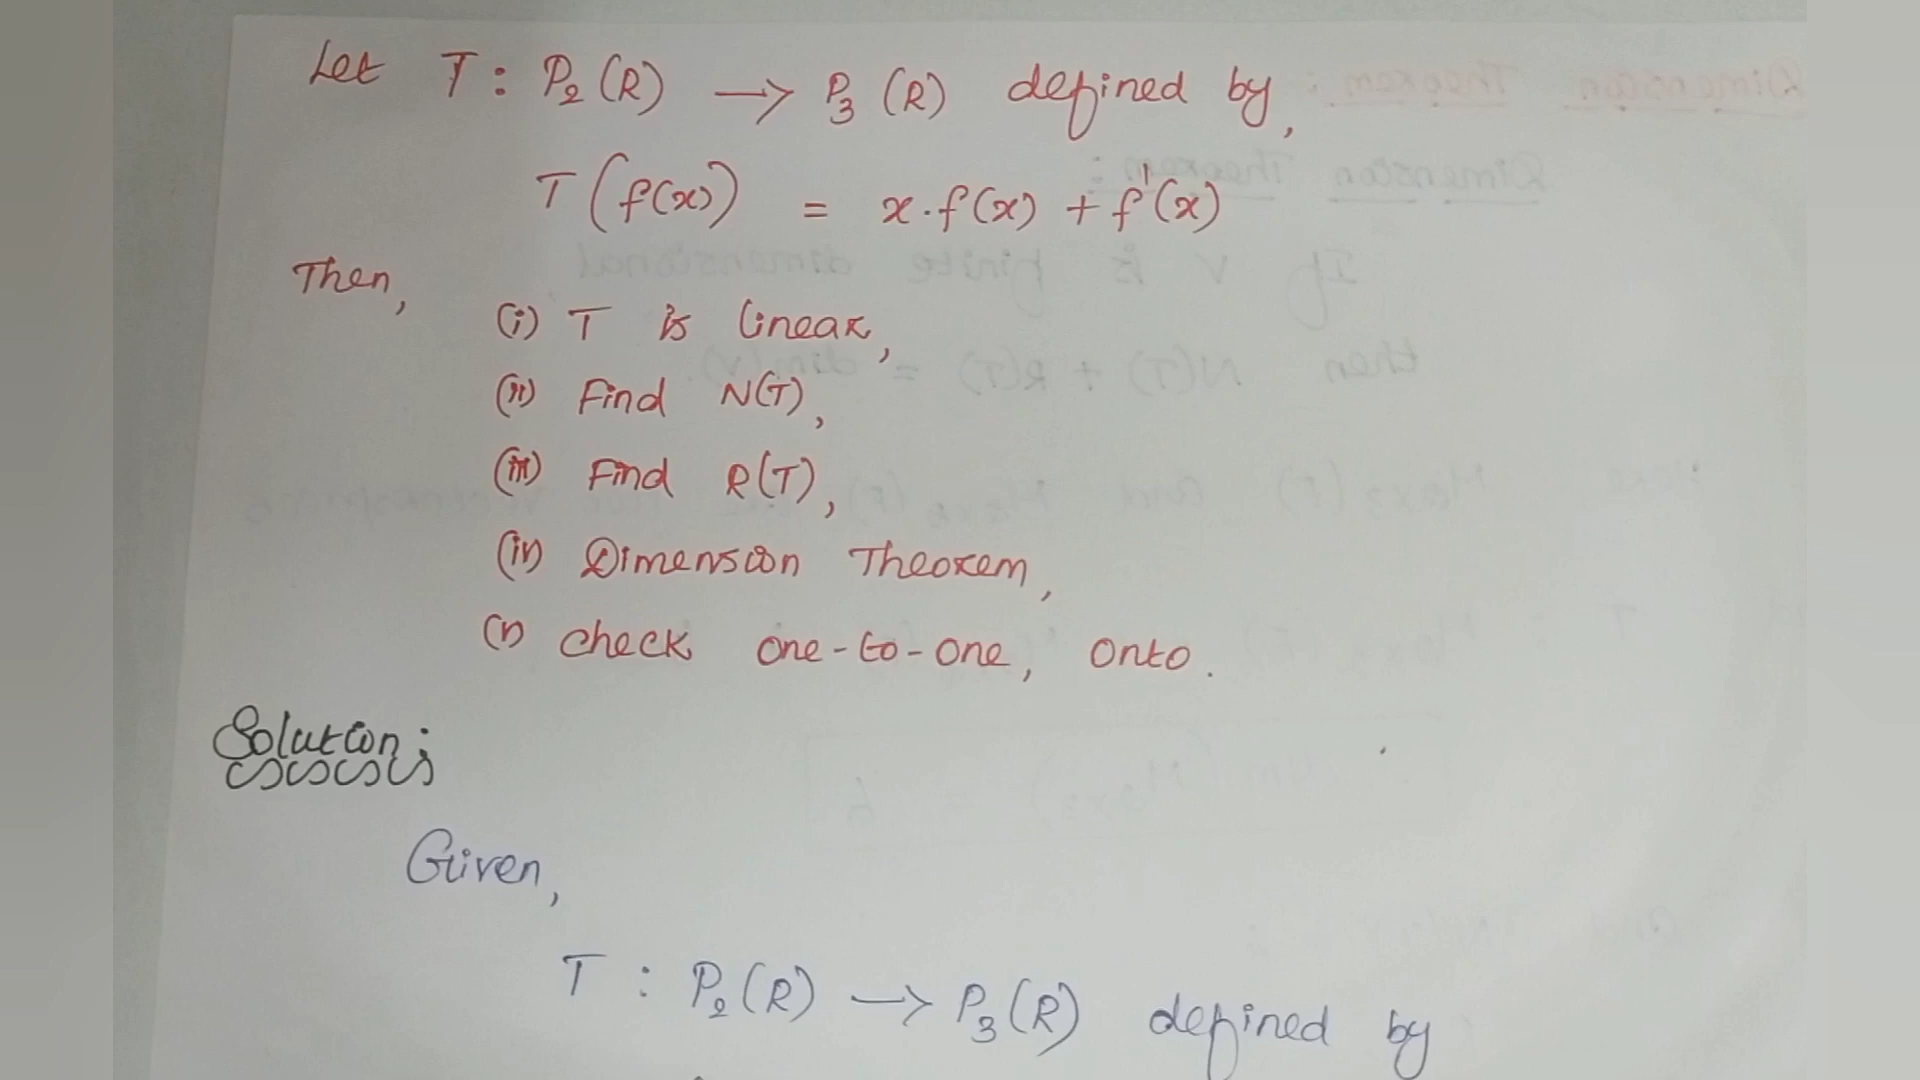 Let T : P₂(R) → P₃(R) defined by,
T(f(x)) = x.f(x) + f'(x)
Then,
(i) T is linear,
(ii) Find N(T),
(iii) Find R(T),
(iv) Dimension Theorem,
(v) check one-to-one, onto.
Solution:
Given,
T : P₂(R) → P₃(R) defined by